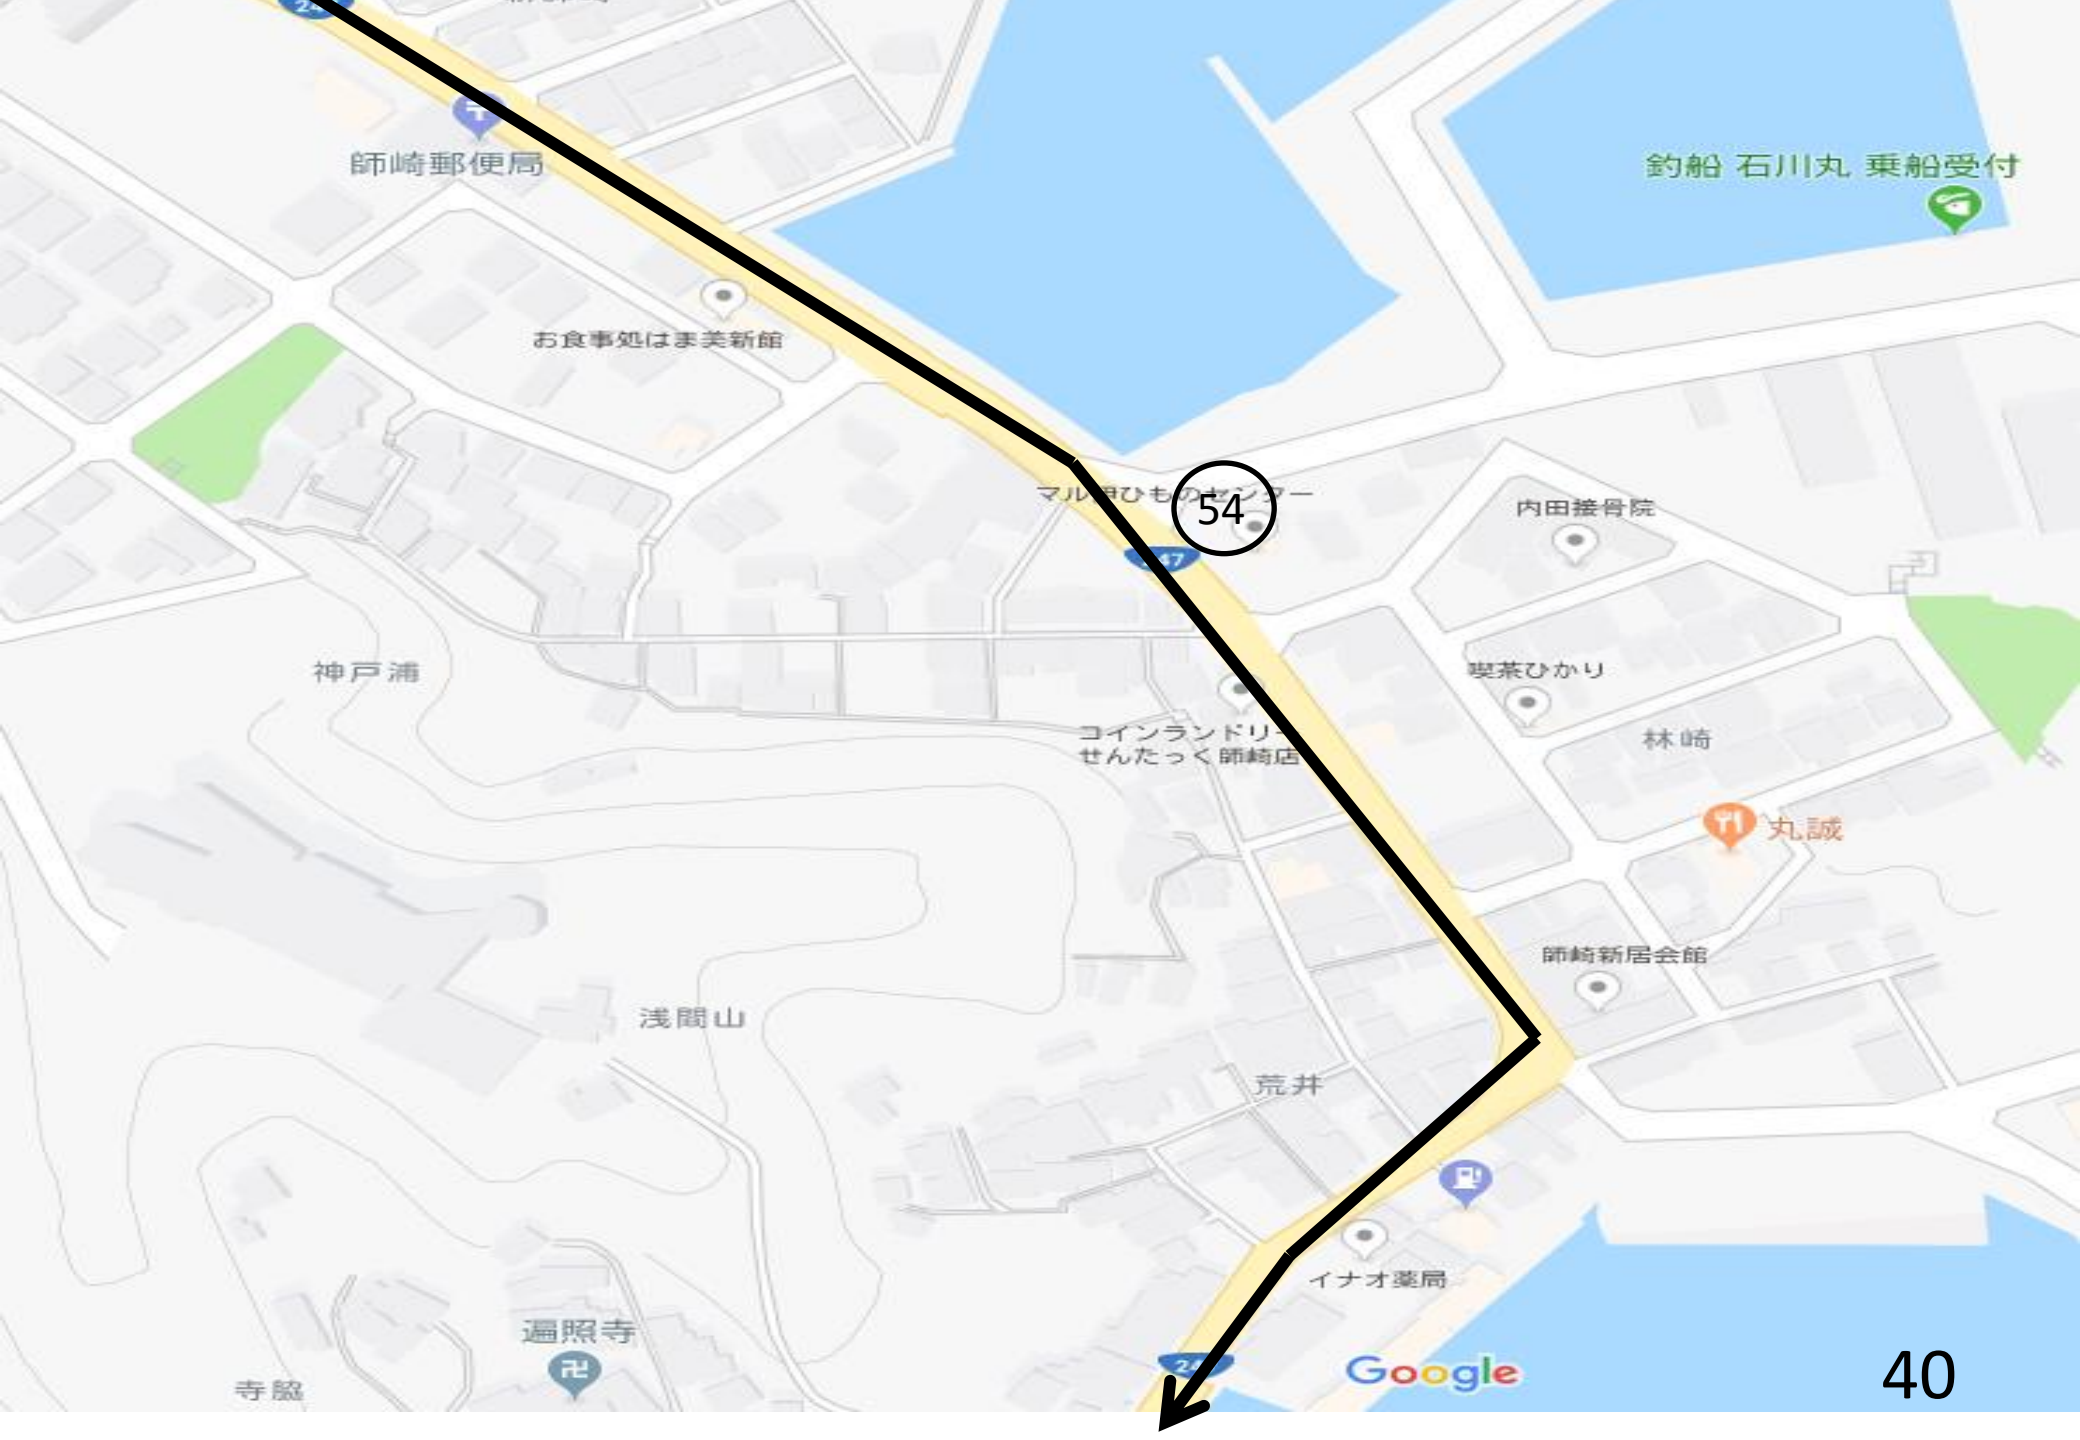 師崎郵便局
釣船 石川丸 乗船受付
お食事処はま美新館
54
内田接骨院
47
神戸浦
喫茶ひかり
林崎
コインランドリー
せんたっく師崎店
丸誠
師崎新居会館
浅間山
荒井
イナオ薬局
遍照寺
寺脇
24
Google
40